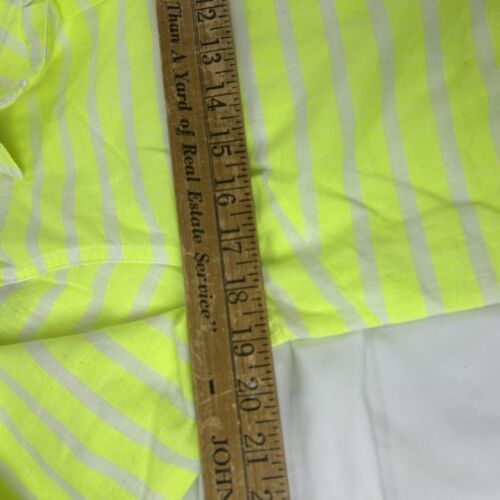 Than A Yard of Real Estate Service" - JOHN
12 13 14 15 16 17 18 19 20 21